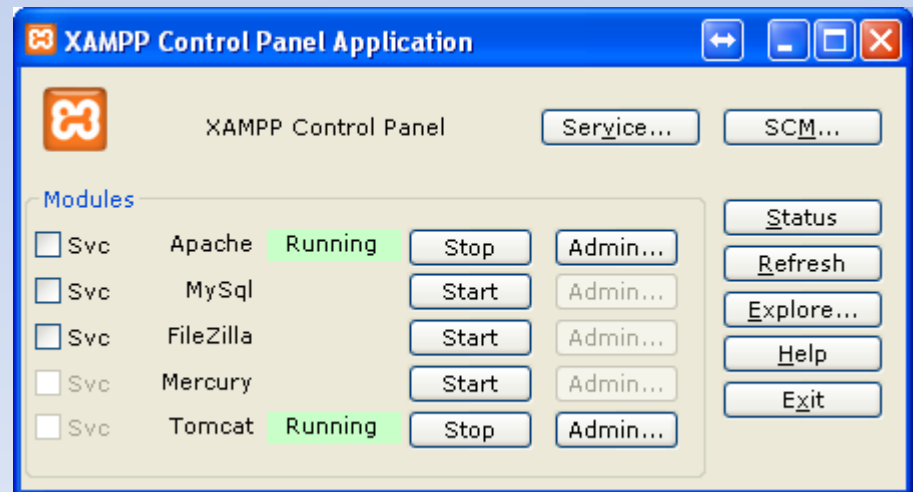 XAMPP Control Panel Application
XAMPP Control Panel Service... SCM...
Modules
Svc Apache Running Stop Admin...
Svc MySql Start Admin...
Svc FileZilla Start Admin...
Svc Mercury Start Admin...
Svc Tomcat Running Stop Admin...
Status
Refresh
Explore...
Help
Exit